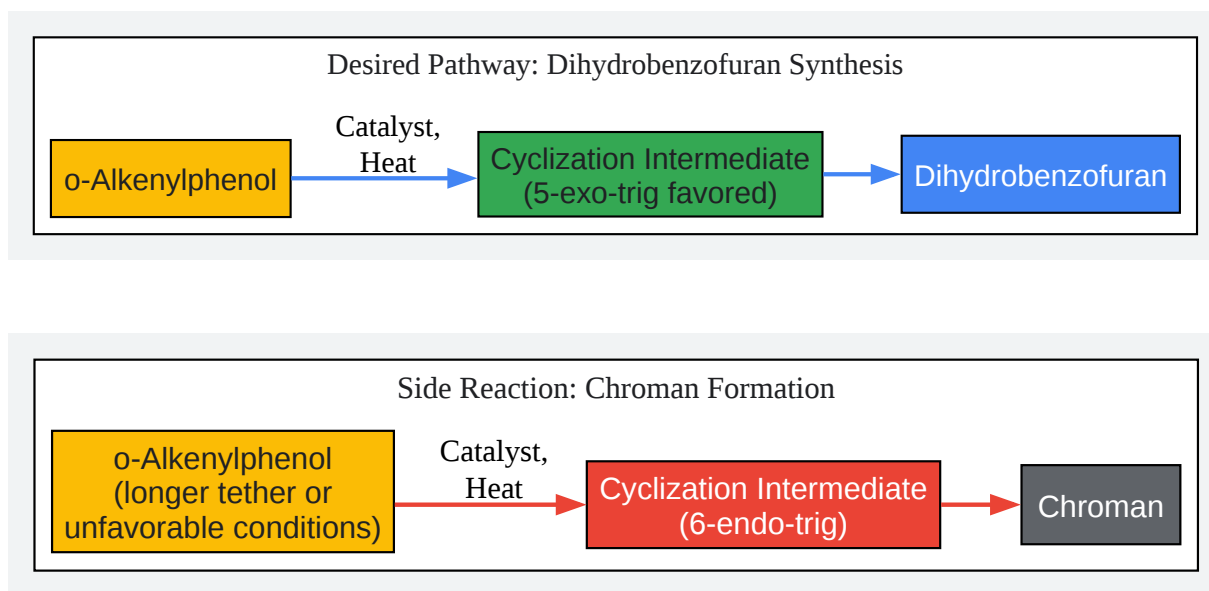 Desired Pathway: Dihydrobenzofuran Synthesis
o-Alkenylphenol
Catalyst,
Heat
Cyclization Intermediate
(5-exo-trig favored)
Dihydrobenzofuran
Side Reaction: Chroman Formation
o-Alkenylphenol
(longer tether or
unfavorable conditions)
Catalyst,
Heat
Cyclization Intermediate
(6-endo-trig)
Chroman